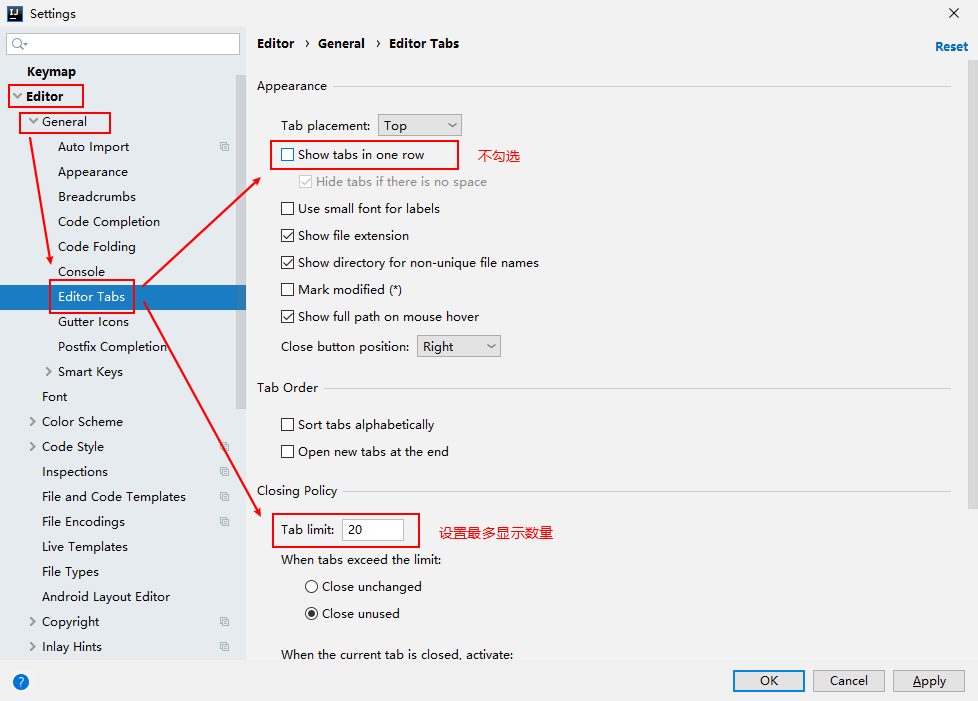 Settings
Keymap
Editor
General
Auto Import
Appearance
Breadcrumbs
Code Completion
Code Folding
Console
Editor Tabs
Gutter Icons
Postfix Completion
Smart Keys
Font
Color Scheme
Code Style
Inspections
File and Code Templates
File Encodings
Live Templates
File Types
Android Layout Editor
Copyright
Inlay Hints
Editor › General › Editor Tabs
Reset
Appearance
Tab placement: Top
Show tabs in one row 不勾选
Hide tabs if there is no space
Use small font for labels
Show file extension
Show directory for non-unique file names
Mark modified (*)
Show full path on mouse hover
Close button position: Right
Tab Order
Sort tabs alphabetically
Open new tabs at the end
Closing Policy
Tab limit: 20 设置最多显示数量
When tabs exceed the limit:
Close unchanged
Close unused
When the current tab is closed, activate:
? OK Cancel Apply